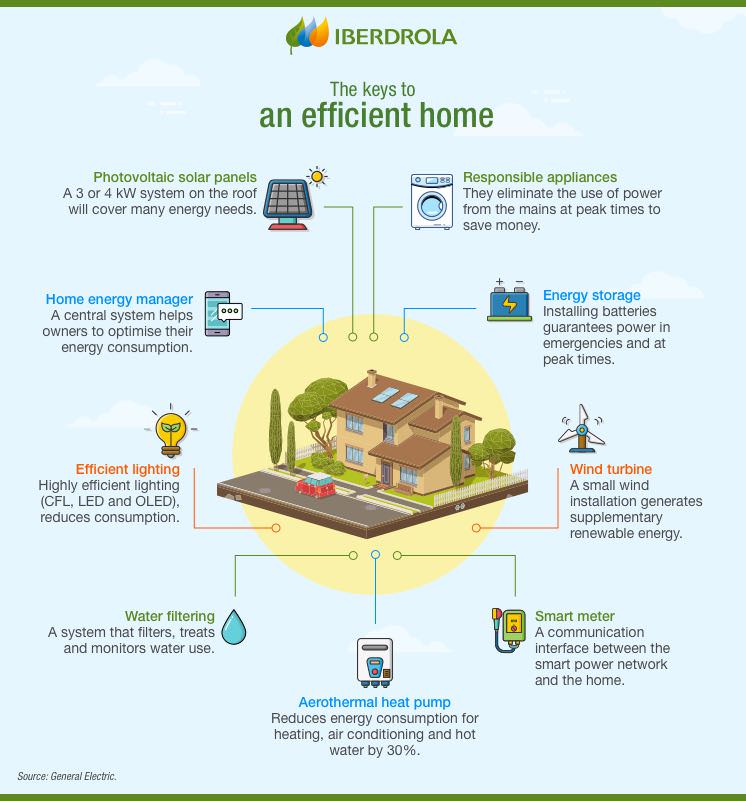 IBERDROLA
The keys to
an efficient home
Photovoltaic solar panels
A 3 or 4 kW system on the roof
will cover many energy needs.
Responsible appliances
They eliminate the use of power
from the mains at peak times to
save money.
Home energy manager
A central system helps
owners to optimise their
energy consumption.
Energy storage
Installing batteries
guarantees power in
emergencies and at
peak times.
Efficient lighting
Highly efficient lighting
(CFL, LED and OLED),
reduces consumption.
Wind turbine
A small wind
installation generates
supplementary
renewable energy.
Water filtering
A system that filters, treats
and monitors water use.
Smart meter
A communication
interface between the
smart power network
and the home.
Aerothermal heat pump
Reduces energy consumption for
heating, air conditioning and hot
water by 30%.
Source: General Electric.